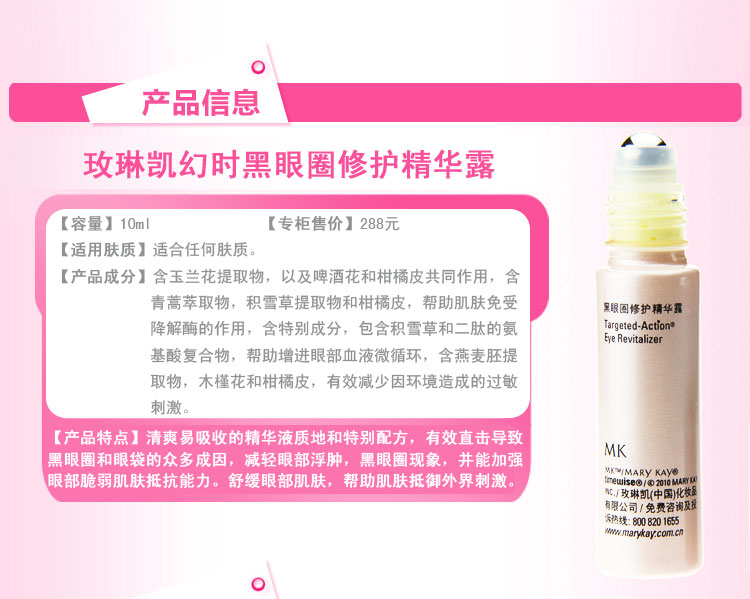 产品信息
玫琳凯幻时黑眼圈修护精华露
【容量】10ml 【专柜售价】288元
【适用肤质】适合任何肤质。
【产品成分】含玉兰花提取物，以及啤酒花和柑橘皮共同作用，含
青蒿萃取物，积雪草提取物和柑橘皮，帮助肌肤免受
降解酶的作用，含特别成分，包含积雪草和二肽的氨
基酸复合物，帮助增进眼部血液微循环，含燕麦胚提
取物，木槿花和柑橘皮，有效减少因环境造成的过敏
刺激。
【产品特点】清爽易吸收的精华液质地和特别配方，有效直击导致
黑眼圈和眼袋的众多成因，减轻眼部浮肿，黑眼圈现象，并能加强
眼部脆弱肌肤抵抗能力。舒缓眼部肌肤，帮助肌肤抵御外界刺激。
黑眼圈修护精华露
Targeted-Action®
Eye Revitalizer
MK
MK™/MARY KAY®
timewise®/© 2010 MARY KAY
INC. / 玫琳凯(中国)化妆品
有限公司 / 免费咨询及投
诉热线: 800 820 1655
www.marykay.com.cn